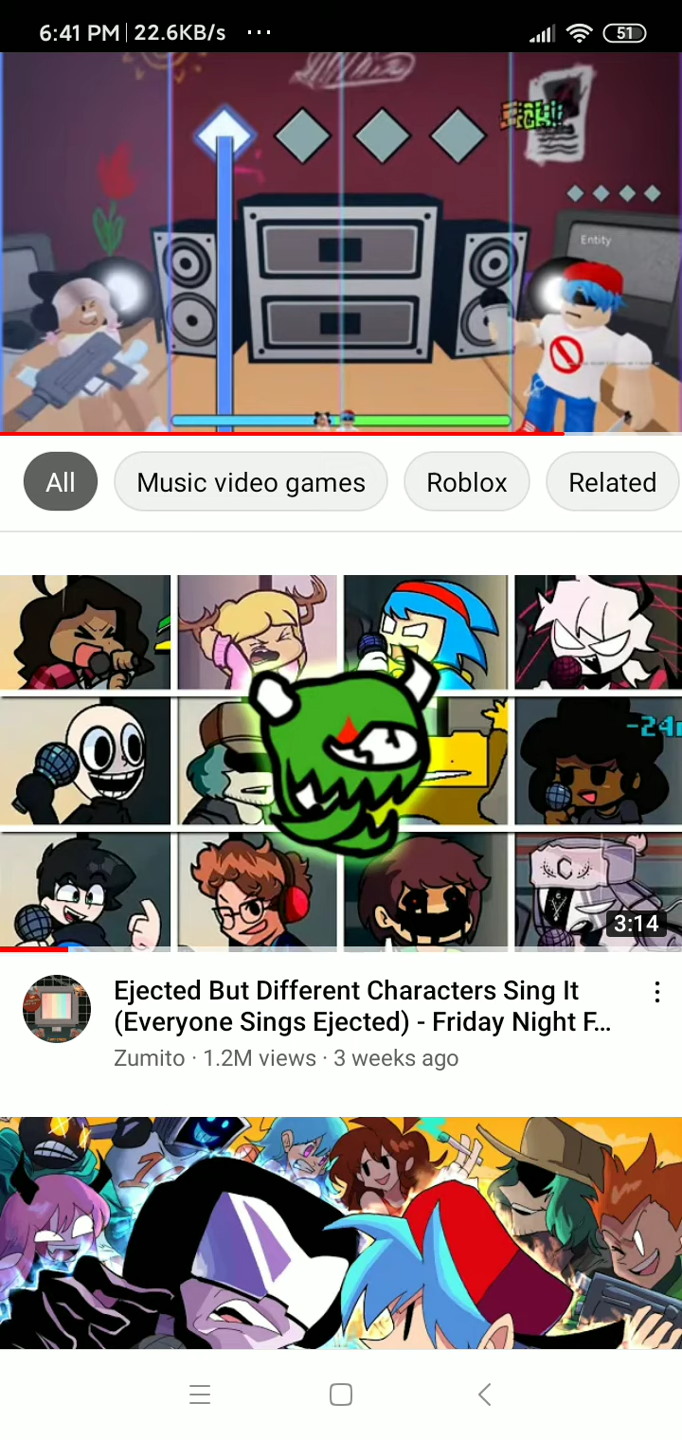 6:41 PM | 22.6KB/s ...
51
Entity
All
Music video games
Roblox
Related
3:14
Ejected But Different Characters Sing It
(Everyone Sings Ejected) - Friday Night F...
Zumito · 1.2M views · 3 weeks ago